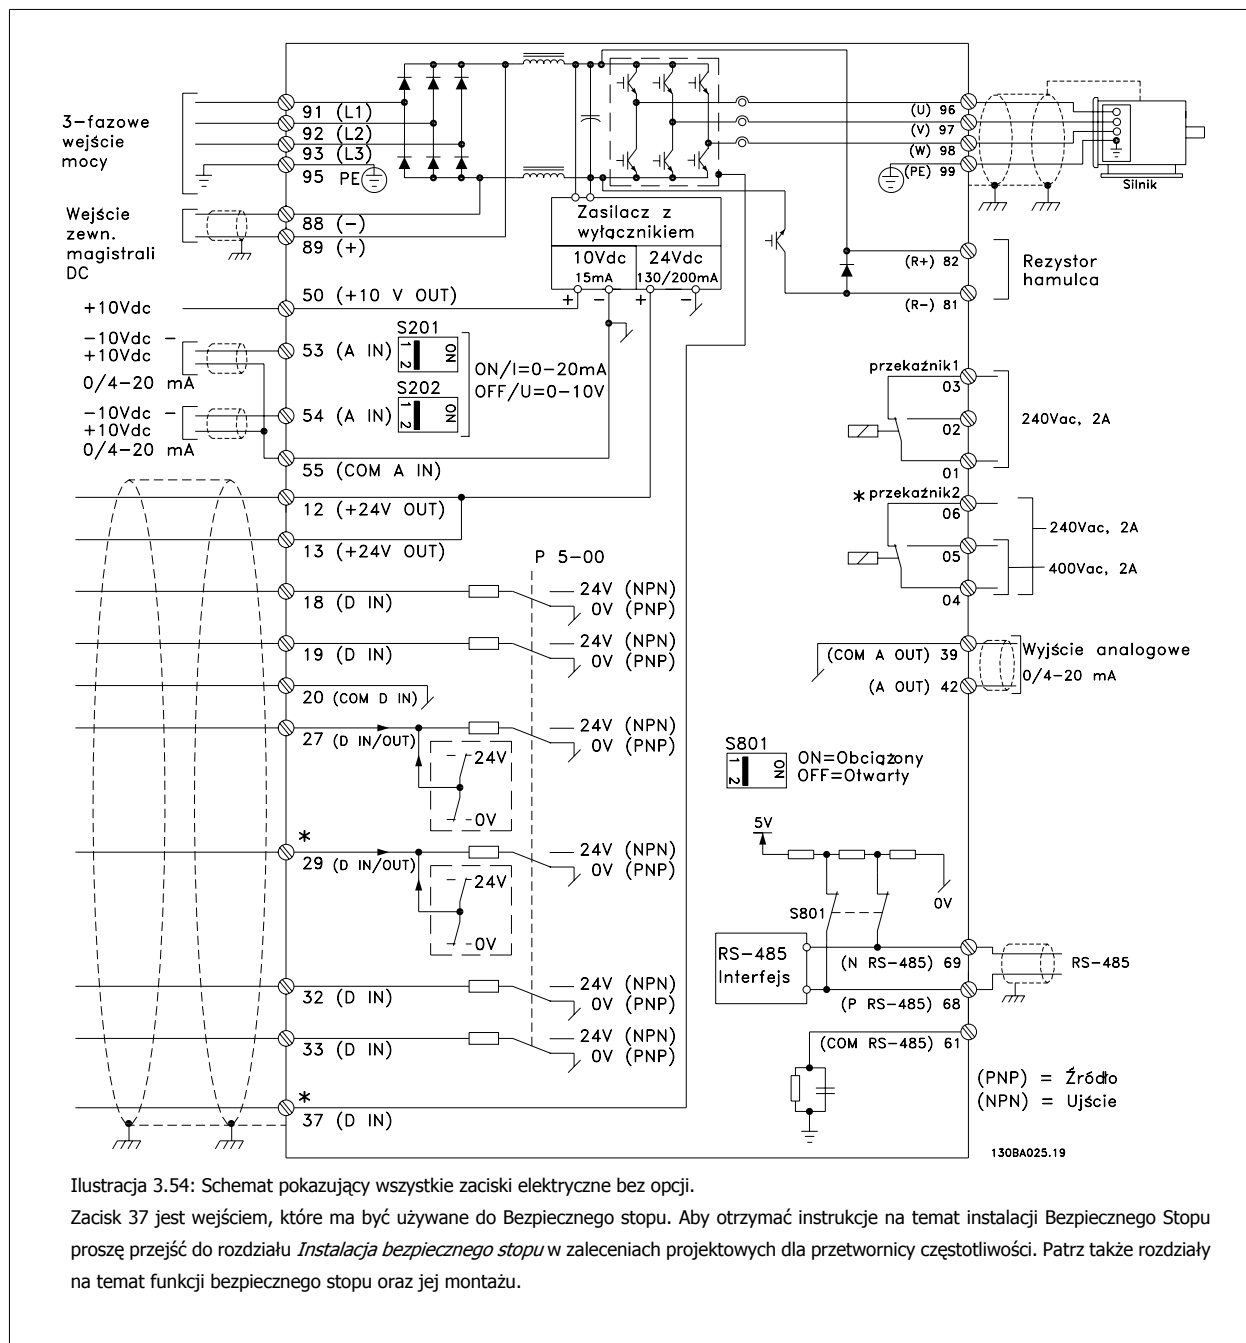 3-fazowe
wejście
mocy
91 (L1)
92 (L2)
93 (L3)
95 PE
Wejście
zewn.
magistrali
DC
88 (-)
89 (+)
Zasilacz z
wyłącznikiem
10Vdc
15mA
24Vdc
130/200mA
+ - + -
(U) 96
(V) 97
(W) 98
(PE) 99
Silnik
(R+) 82
(R-) 81
Rezystor
hamulca
+10Vdc
50 (+10 V OUT)
-10Vdc -
+10Vdc
0/4-20 mA
53 (A IN)
S201
1 2 ON
ON/I=0-20mA
OFF/U=0-10V
-10Vdc -
+10Vdc
0/4-20 mA
54 (A IN)
S202
1 2 ON
55 (COM A IN)
12 (+24V OUT)
13 (+24V OUT)
P 5-00
18 (D IN)
24V (NPN)
0V (PNP)
19 (D IN)
24V (NPN)
0V (PNP)
20 (COM D IN)
27 (D IN/OUT)
24V (NPN)
0V (PNP)
24V
0V
*
29 (D IN/OUT)
24V (NPN)
0V (PNP)
24V
0V
32 (D IN)
24V (NPN)
0V (PNP)
33 (D IN)
24V (NPN)
0V (PNP)
*
37 (D IN)
przekaźnik1
03
02
01
240Vac, 2A
* przekaźnik2
06
05
04
240Vac, 2A
400Vac, 2A
(COM A OUT) 39
(A OUT) 42
Wyjście analogowe
0/4-20 mA
S801
1 2 ON
ON=Obciążony
OFF=Otwarty
5V
S801
0V
RS-485
Interfejs
(N RS-485) 69
(P RS-485) 68
RS-485
(COM RS-485) 61
(PNP) = Źródło
(NPN) = Ujście
130BA025.19
Ilustracja 3.54: Schemat pokazujący wszystkie zaciski elektryczne bez opcji.
Zacisk 37 jest wejściem, które ma być używane do Bezpiecznego stopu. Aby otrzymać instrukcje na temat instalacji Bezpiecznego Stopu
proszę przejść do rozdziału Instalacja bezpiecznego stopu w zaleceniach projektowych dla przetwornicy częstotliwości. Patrz także rozdziały
na temat funkcji bezpiecznego stopu oraz jej montażu.